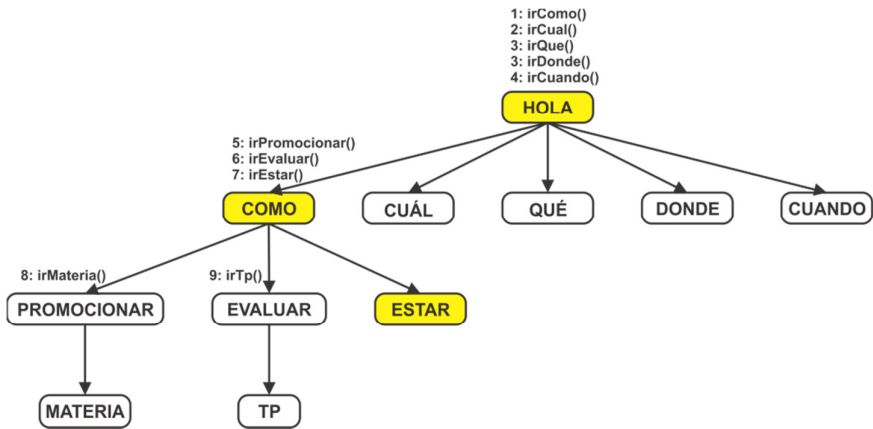 1: irComo()
2: irCual()
3: irQue()
3: irDonde()
4: irCuando()
HOLA
5: irPromocionar()
6: irEvaluar()
7: irEstar()
COMO
CUÁL
QUÉ
DONDE
CUANDO
8: irMateria()
9: irTp()
PROMOCIONAR
EVALUAR
ESTAR
MATERIA
TP